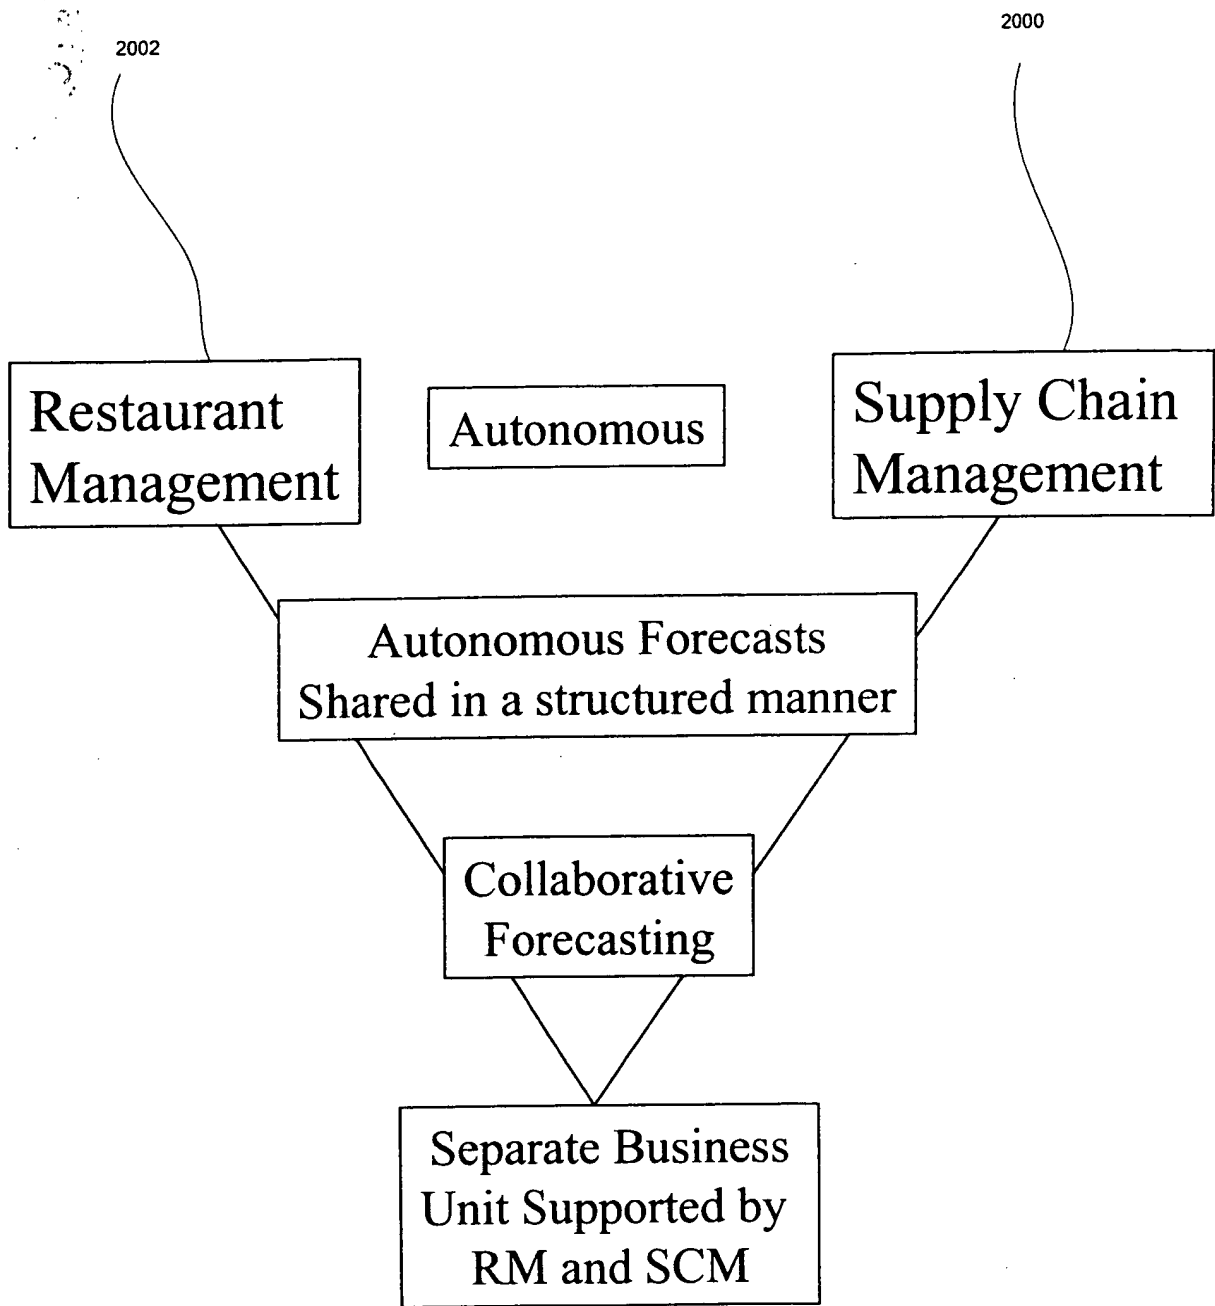 2002
2000
Restaurant
Management
Autonomous
Supply Chain
Management
Autonomous Forecasts
Shared in a structured manner
Collaborative
Forecasting
Separate Business
Unit Supported by
RM and SCM